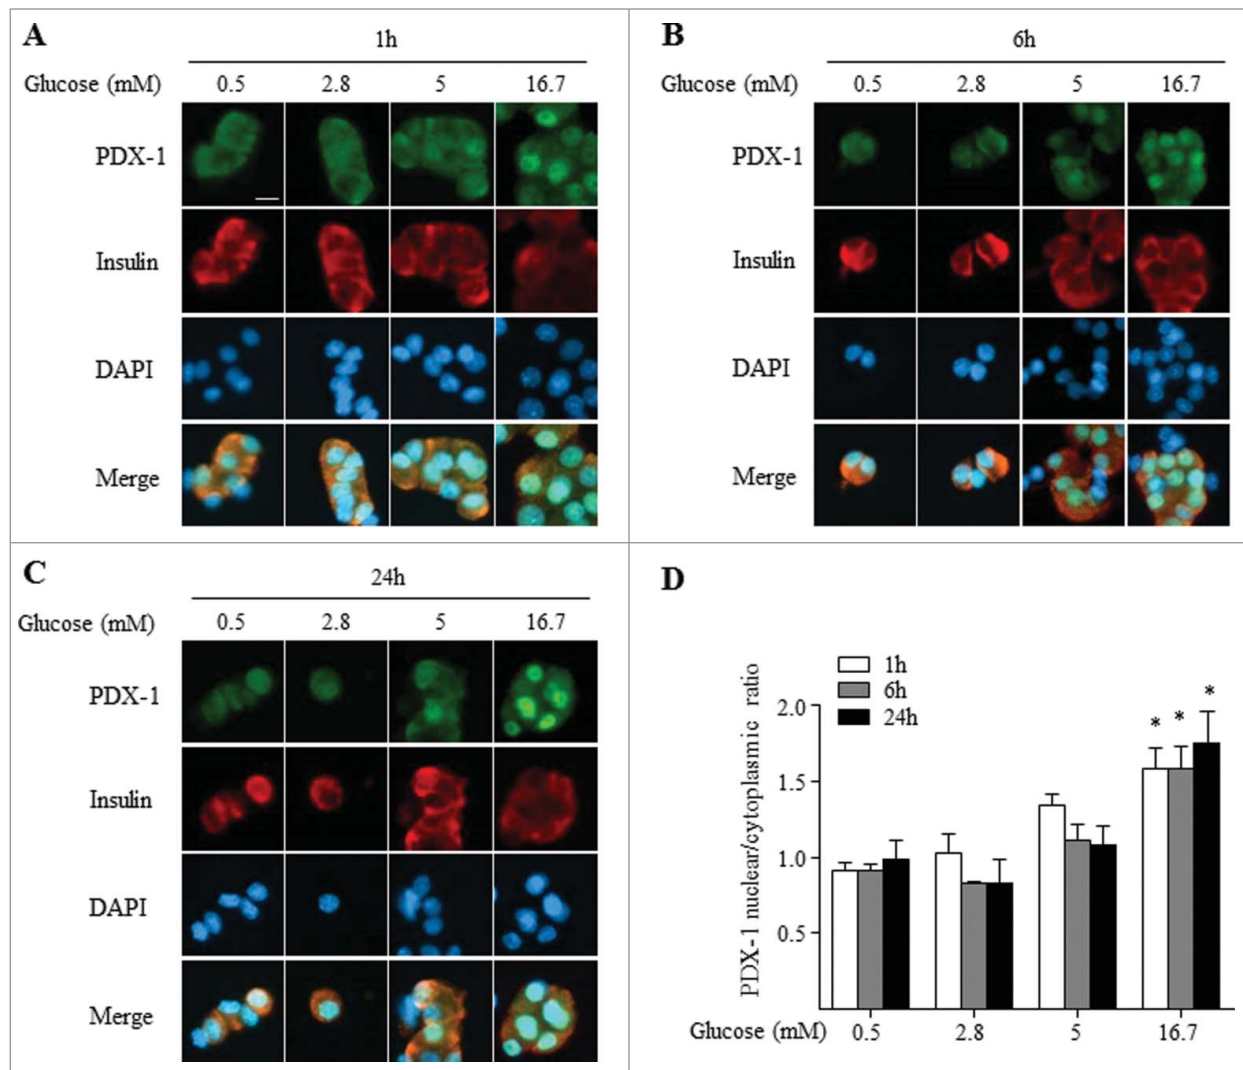 A
1h
Glucose (mM) 0.5 2.8 5 16.7
PDX-1
Insulin
DAPI
Merge
B
6h
Glucose (mM) 0.5 2.8 5 16.7
PDX-1
Insulin
DAPI
Merge
C
24h
Glucose (mM) 0.5 2.8 5 16.7
PDX-1
Insulin
DAPI
Merge
D
1h
6h
24h
PDX-1 nuclear/cytoplasmic ratio
2.0
1.5
1.0
0.5
* * *
Glucose (mM) 0.5 2.8 5 16.7